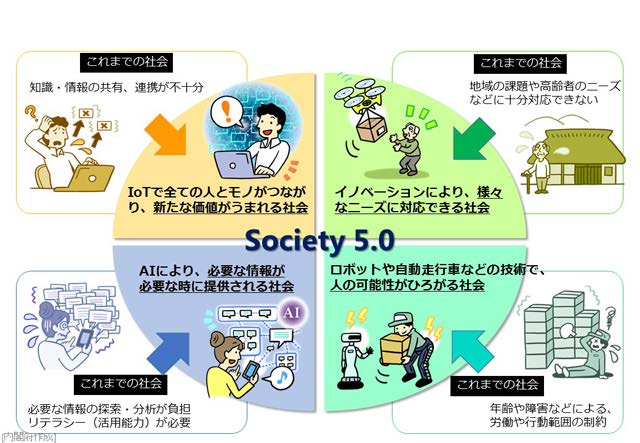 これまでの社会
知識・情報の共有、連携が不十分
これまでの社会
地域の課題や高齢者のニーズ
などに十分対応できない
IoTで全ての人とモノがつなが
り、新たな価値がうまれる社会
イノベーションにより、様々
なニーズに対応できる社会
Society 5.0
AIにより、必要な情報が
必要な時に提供される社会
AI
ロボットや自動走行車などの技術で、
人の可能性がひろがる社会
これまでの社会
必要な情報の探索・分析が負担
リテラシー（活用能力）が必要
これまでの社会
年齢や障害などによる、
労働や行動範囲の制約
[内閣府作成]